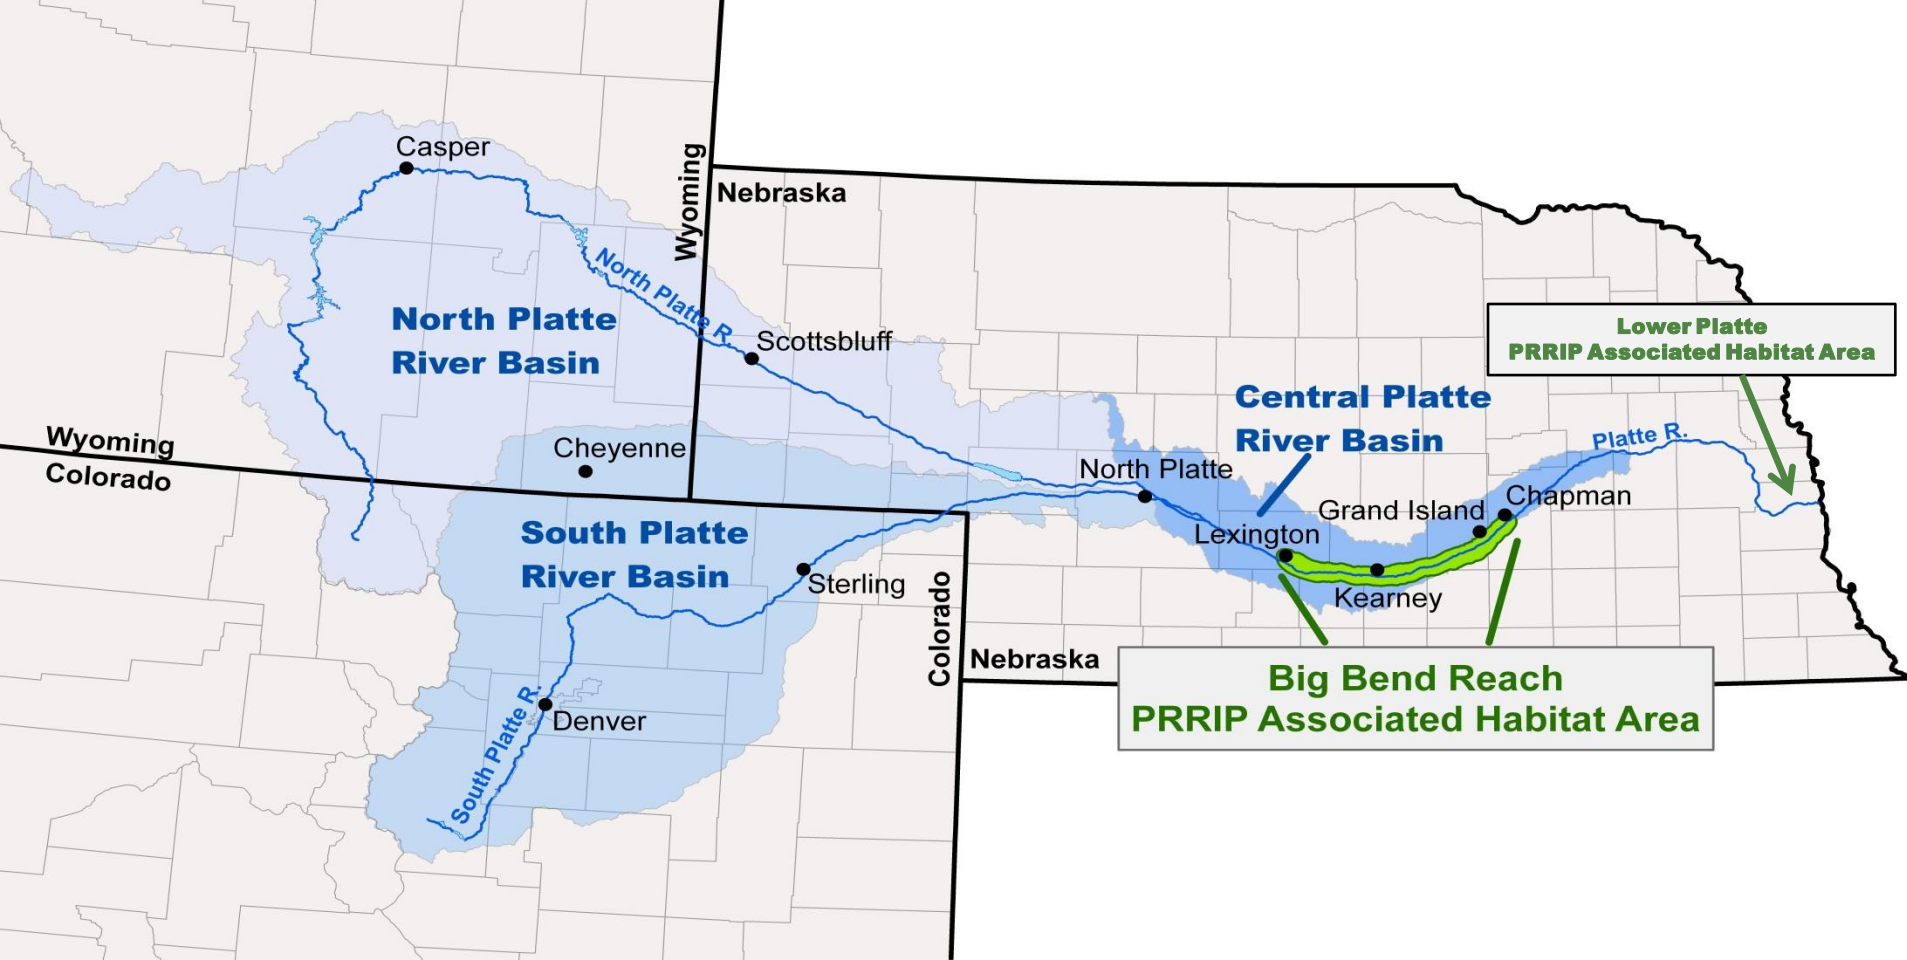 Casper
Wyoming
Nebraska
North Platte R.
North Platte
River Basin
Scottsbluff
Lower Platte
PRRIP Associated Habitat Area
Central Platte
River Basin
Platte R.
Wyoming
Colorado
Cheyenne
North Platte
Grand Island
Chapman
Lexington
South Platte
River Basin
Sterling
Kearney
Colorado
Nebraska
Big Bend Reach
PRRIP Associated Habitat Area
South Platte R.
Denver